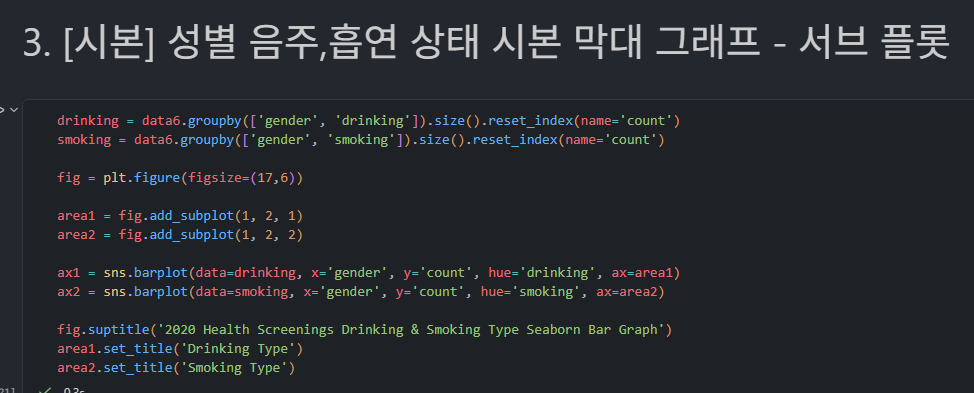 3. [시본] 성별 음주,흡연 상태 시본 막대 그래프 - 서브 플롯
drinking = data6.groupby(['gender', 'drinking']).size().reset_index(name='count')
smoking = data6.groupby(['gender', 'smoking']).size().reset_index(name='count')
fig = plt.figure(figsize=(17,6))
area1 = fig.add_subplot(1, 2, 1)
area2 = fig.add_subplot(1, 2, 2)
ax1 = sns.barplot(data=drinking, x='gender', y='count', hue='drinking', ax=area1)
ax2 = sns.barplot(data=smoking, x='gender', y='count', hue='smoking', ax=area2)
fig.suptitle('2020 Health Screenings Drinking & Smoking Type Seaborn Bar Graph')
area1.set_title('Drinking Type')
area2.set_title('Smoking Type')